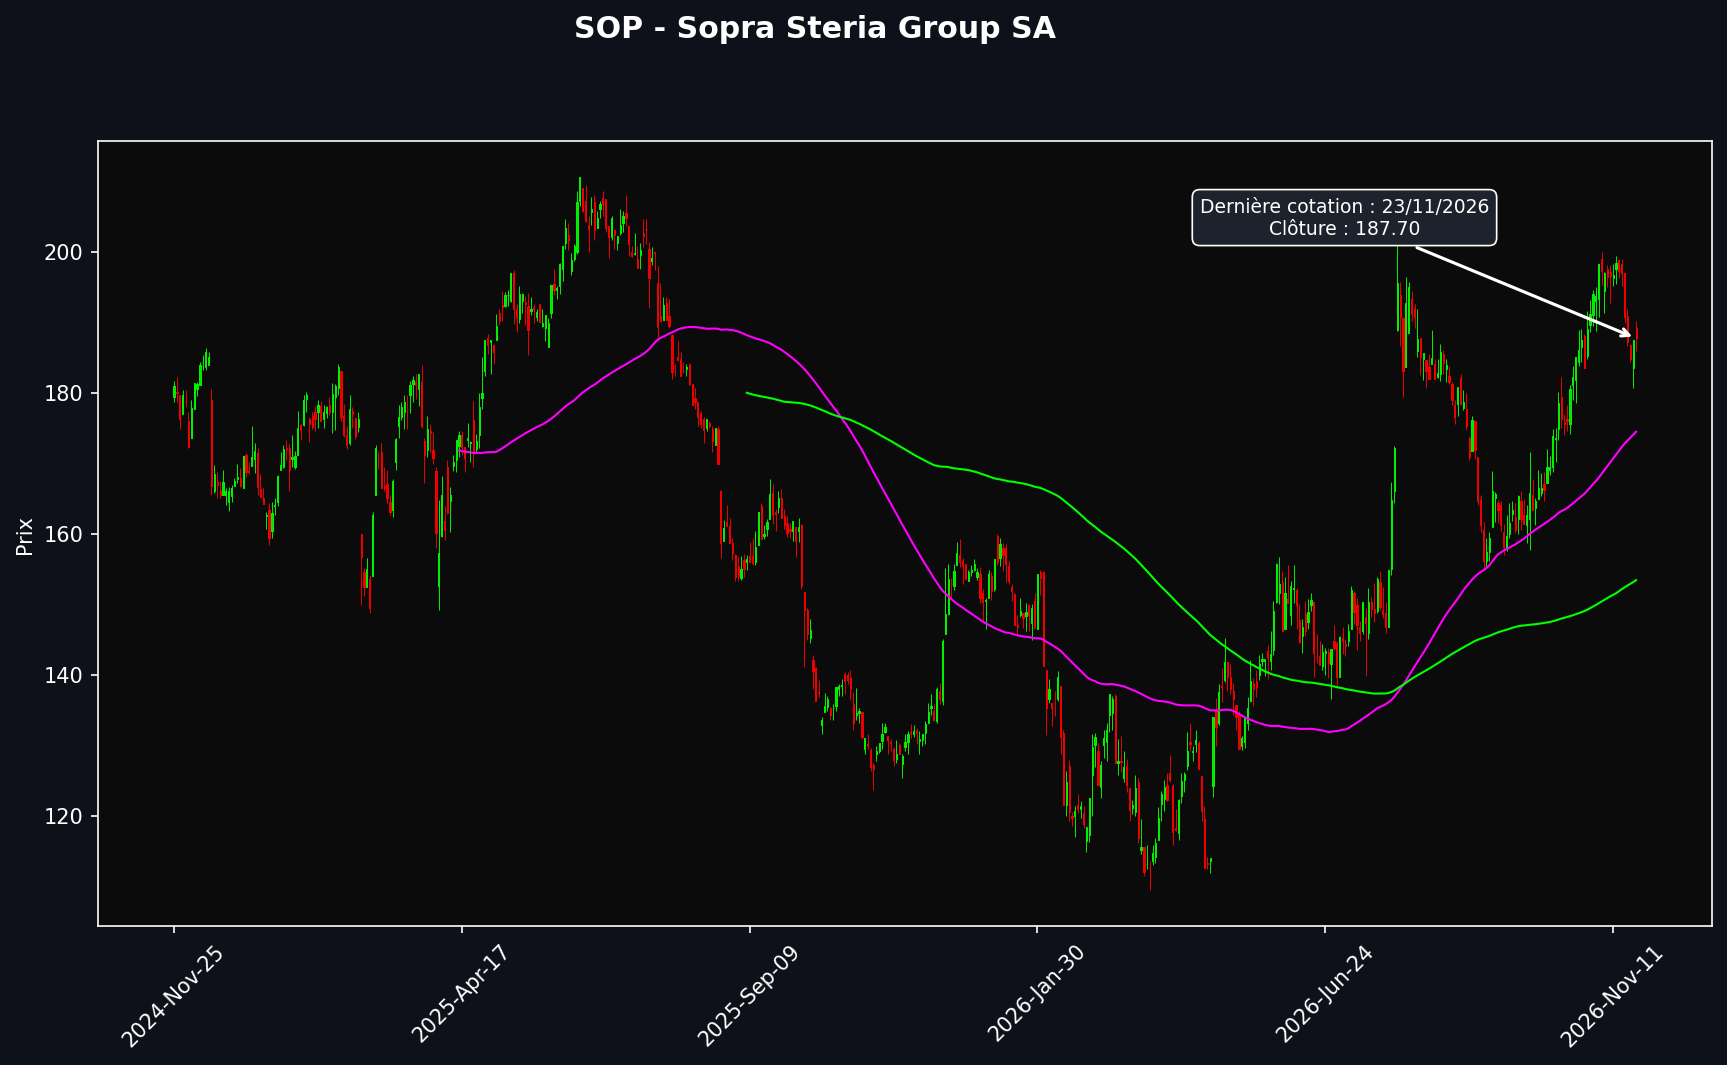 SOP - Sopra Steria Group SA
Dernière cotation : 23/11/2026
Clôture : 187.70
Prix
200
180
160
140
120
2024-Nov-25
2025-Apr-17
2025-Sep-09
2026-Jan-30
2026-Jun-24
2026-Nov-11